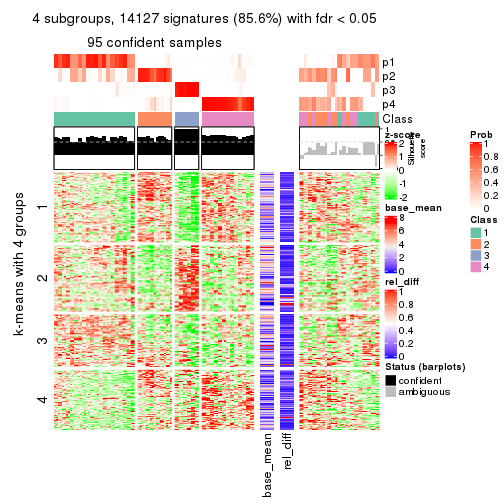 4 subgroups, 14127 signatures (85.6%) with fdr < 0.05
95 confident samples
p1
p2
p3
p4
Class
1
Silhouette
score
k-means with 4 groups
1
2
3
4
base_mean
rel_diff
z-score
2
1
0
-1
-2
base_mean
8
6
4
2
0
rel_diff
1
0.8
0.6
0.4
0.2
0
Status (barplots)
confident
ambiguous
Prob
1
0.8
0.6
0.4
0.2
0
Class
1
2
3
4